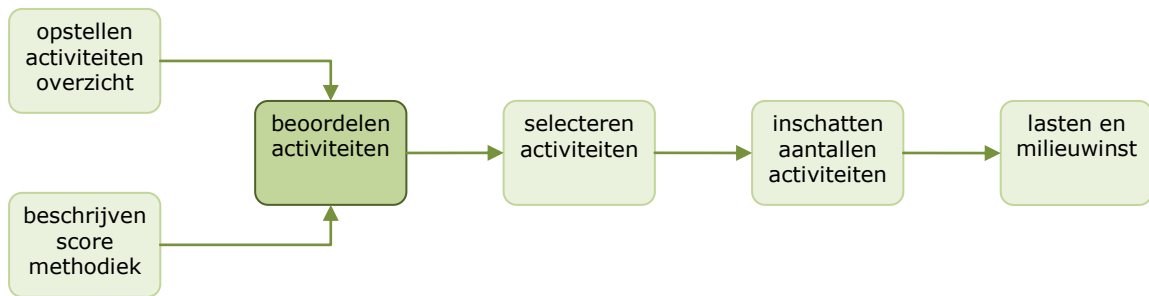 opstellen
activiteiten
overzicht
beschrijven
score
methodiek
beoordelen
activiteiten
selecteren
activiteiten
inschatten
aantallen
activiteiten
lasten en
milieuwinst